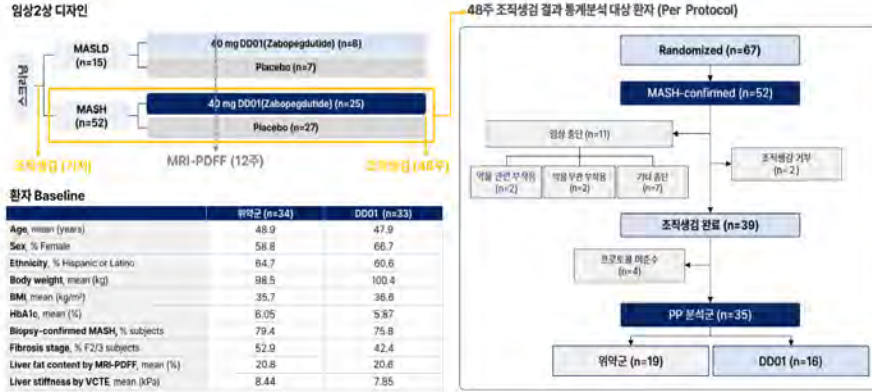 임상2상 디자인
MASLD
(n=15)
40 mg DD01(Zabopegdutide) (n=8)
Placebo (n=7)
MASH
(n=52)
40 mg DD01(Zabopegdutide) (n=25)
Placebo (n=27)
조직생검 (기저)
MRI-PDFF (12주)
조직생검 (48주)
환자 Baseline
위약군 (n=34) DD01 (n=33)
Age, mean (years) 48.9 47.9
Sex, % Female 58.8 66.7
Ethnicity, % Hispanic or Latino 64.7 60.6
Body weight, mean (kg) 98.5 100.4
BMI, mean (kg/m²) 35.7 36.6
HbA1c, mean (%) 6.05 5.87
Biopsy-confirmed MASH, % subjects 79.4 75.8
Fibrosis stage, % F2/3 subjects 52.9 42.4
Liver fat content by MRI-PDFF, mean (%) 20.8 20.6
Liver stiffness by VCTE, mean (kPa) 8.44 7.85
48주 조직생검 결과 통계분석 대상 환자 (Per Protocol)
Randomized (n=67)
MASH-confirmed (n=52)
임상 중단 (n=11)
약물 관련 부작용
(n=2)
약물 무관 부작용
(n=2)
기타 중단
(n=7)
조직생검 거부
(n= 2)
조직생검 완료 (n=39)
프로토콜 미준수
(n=4)
PP 분석군 (n=35)
위약군 (n=19)
DD01 (n=16)